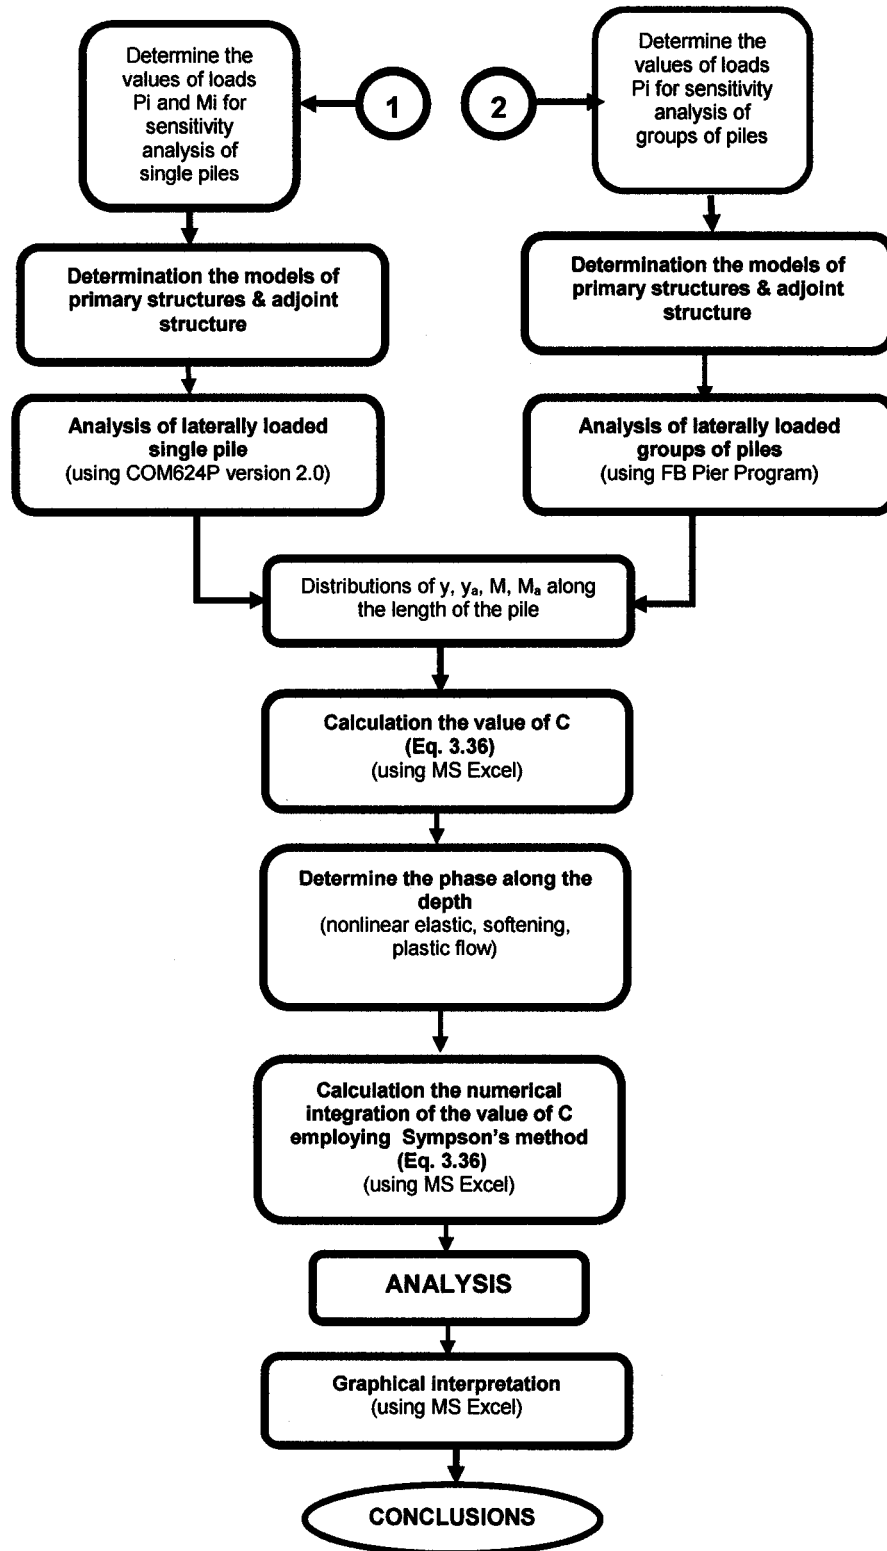 Determine the
values of loads
Pi and Mi for
sensitivity
analysis of
single piles
1
2
Determine the
values of loads
Pi for sensitivity
analysis of
groups of piles
Determination the models of
primary structures & adjoint
structure
Determination the models of
primary structures & adjoint
structure
Analysis of laterally loaded
single pile
(using COM624P version 2.0)
Analysis of laterally loaded
groups of piles
(using FB Pier Program)
Distributions of y, yₐ, M, Mₐ along
the length of the pile
Calculation the value of C
(Eq. 3.36)
(using MS Excel)
Determine the phase along the
depth
(nonlinear elastic, softening,
plastic flow)
Calculation the numerical
integration of the value of C
employing Sympson's method
(Eq. 3.36)
(using MS Excel)
ANALYSIS
Graphical interpretation
(using MS Excel)
CONCLUSIONS